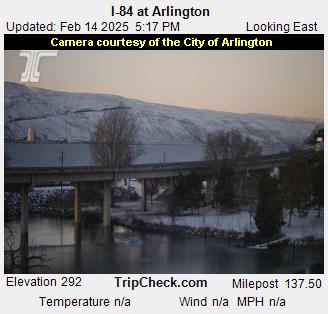 I-84 at Arlington
Updated: Feb 14 2025 5:17 PM Looking East
Camera courtesy of the City of Arlington
Elevation 292 TripCheck.com Milepost 137.50
Temperature n/a Wind n/a MPH n/a